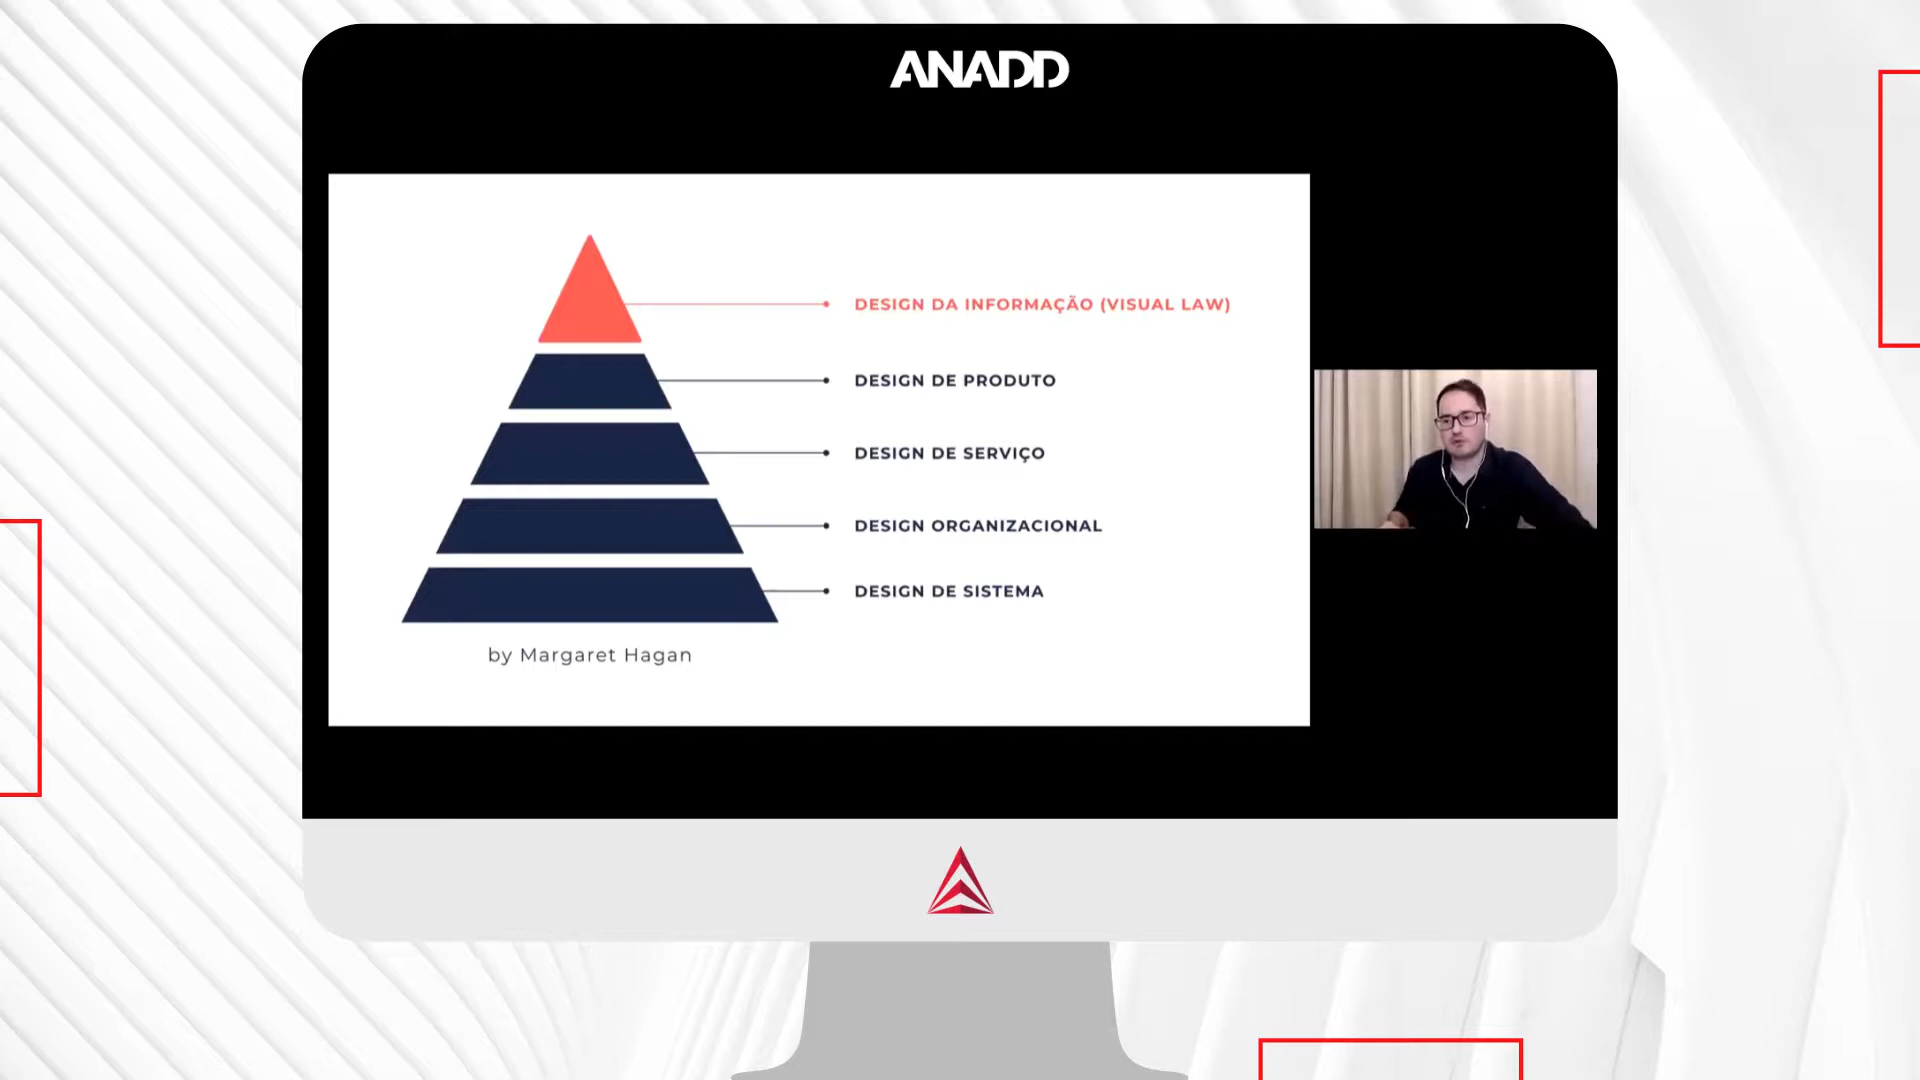 ANADD
DESIGN DA INFORMAÇÃO (VISUAL LAW)
DESIGN DE PRODUTO
DESIGN DE SERVIÇO
DESIGN ORGANIZACIONAL
DESIGN DE SISTEMA
by Margaret Hagan